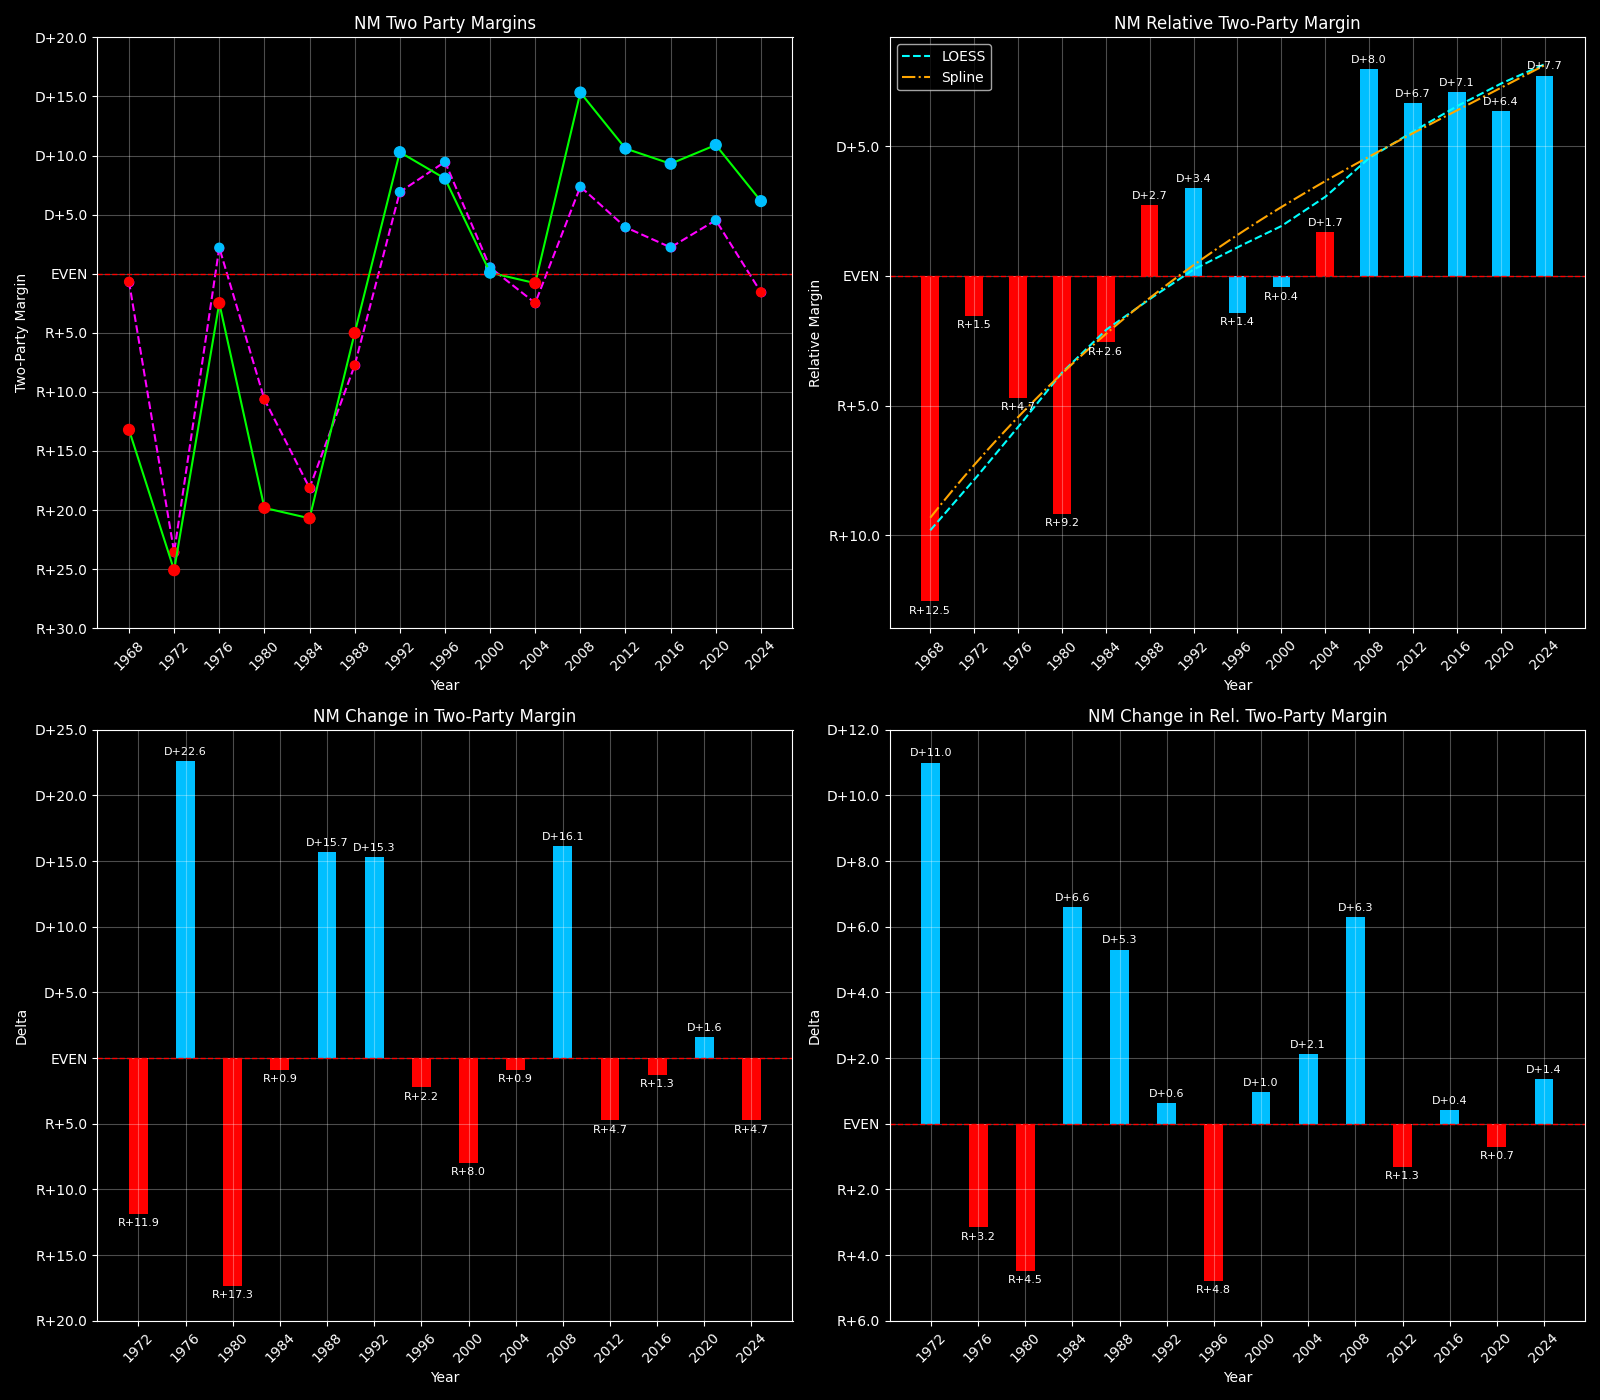 NM Two Party Margins
D+20.0
D+15.0
D+10.0
D+5.0
EVEN
R+5.0
R+10.0
R+15.0
R+20.0
R+25.0
R+30.0
Two-Party Margin
1968 1972 1976 1980 1984 1988 1992 1996 2000 2004 2008 2012 2016 2020 2024
Year
NM Relative Two-Party Margin
LOESS
Spline
D+5.0
EVEN
R+5.0
R+10.0
Relative Margin
R+12.5 R+1.5 R+4.7 R+9.2 R+2.6 D+2.7 D+3.4 R+1.4 R+0.4 D+1.7 D+8.0 D+6.7 D+7.1 D+6.4 D+7.7
1968 1972 1976 1980 1984 1988 1992 1996 2000 2004 2008 2012 2016 2020 2024
Year
NM Change in Two-Party Margin
D+25.0
D+20.0
D+15.0
D+10.0
D+5.0
EVEN
R+5.0
R+10.0
R+15.0
R+20.0
Delta
R+11.9 D+22.6 R+17.3 R+0.9 D+15.7 D+15.3 R+2.2 R+8.0 R+0.9 D+16.1 R+4.7 R+1.3 D+1.6 R+4.7
1972 1976 1980 1984 1988 1992 1996 2000 2004 2008 2012 2016 2020 2024
Year
NM Change in Rel. Two-Party Margin
D+12.0
D+10.0
D+8.0
D+6.0
D+4.0
D+2.0
EVEN
R+2.0
R+4.0
R+6.0
Delta
D+11.0 R+3.2 R+4.5 D+6.6 D+5.3 D+0.6 R+4.8 D+1.0 D+2.1 D+6.3 R+1.3 D+0.4 R+0.7 D+1.4
1972 1976 1980 1984 1988 1992 1996 2000 2004 2008 2012 2016 2020 2024
Year